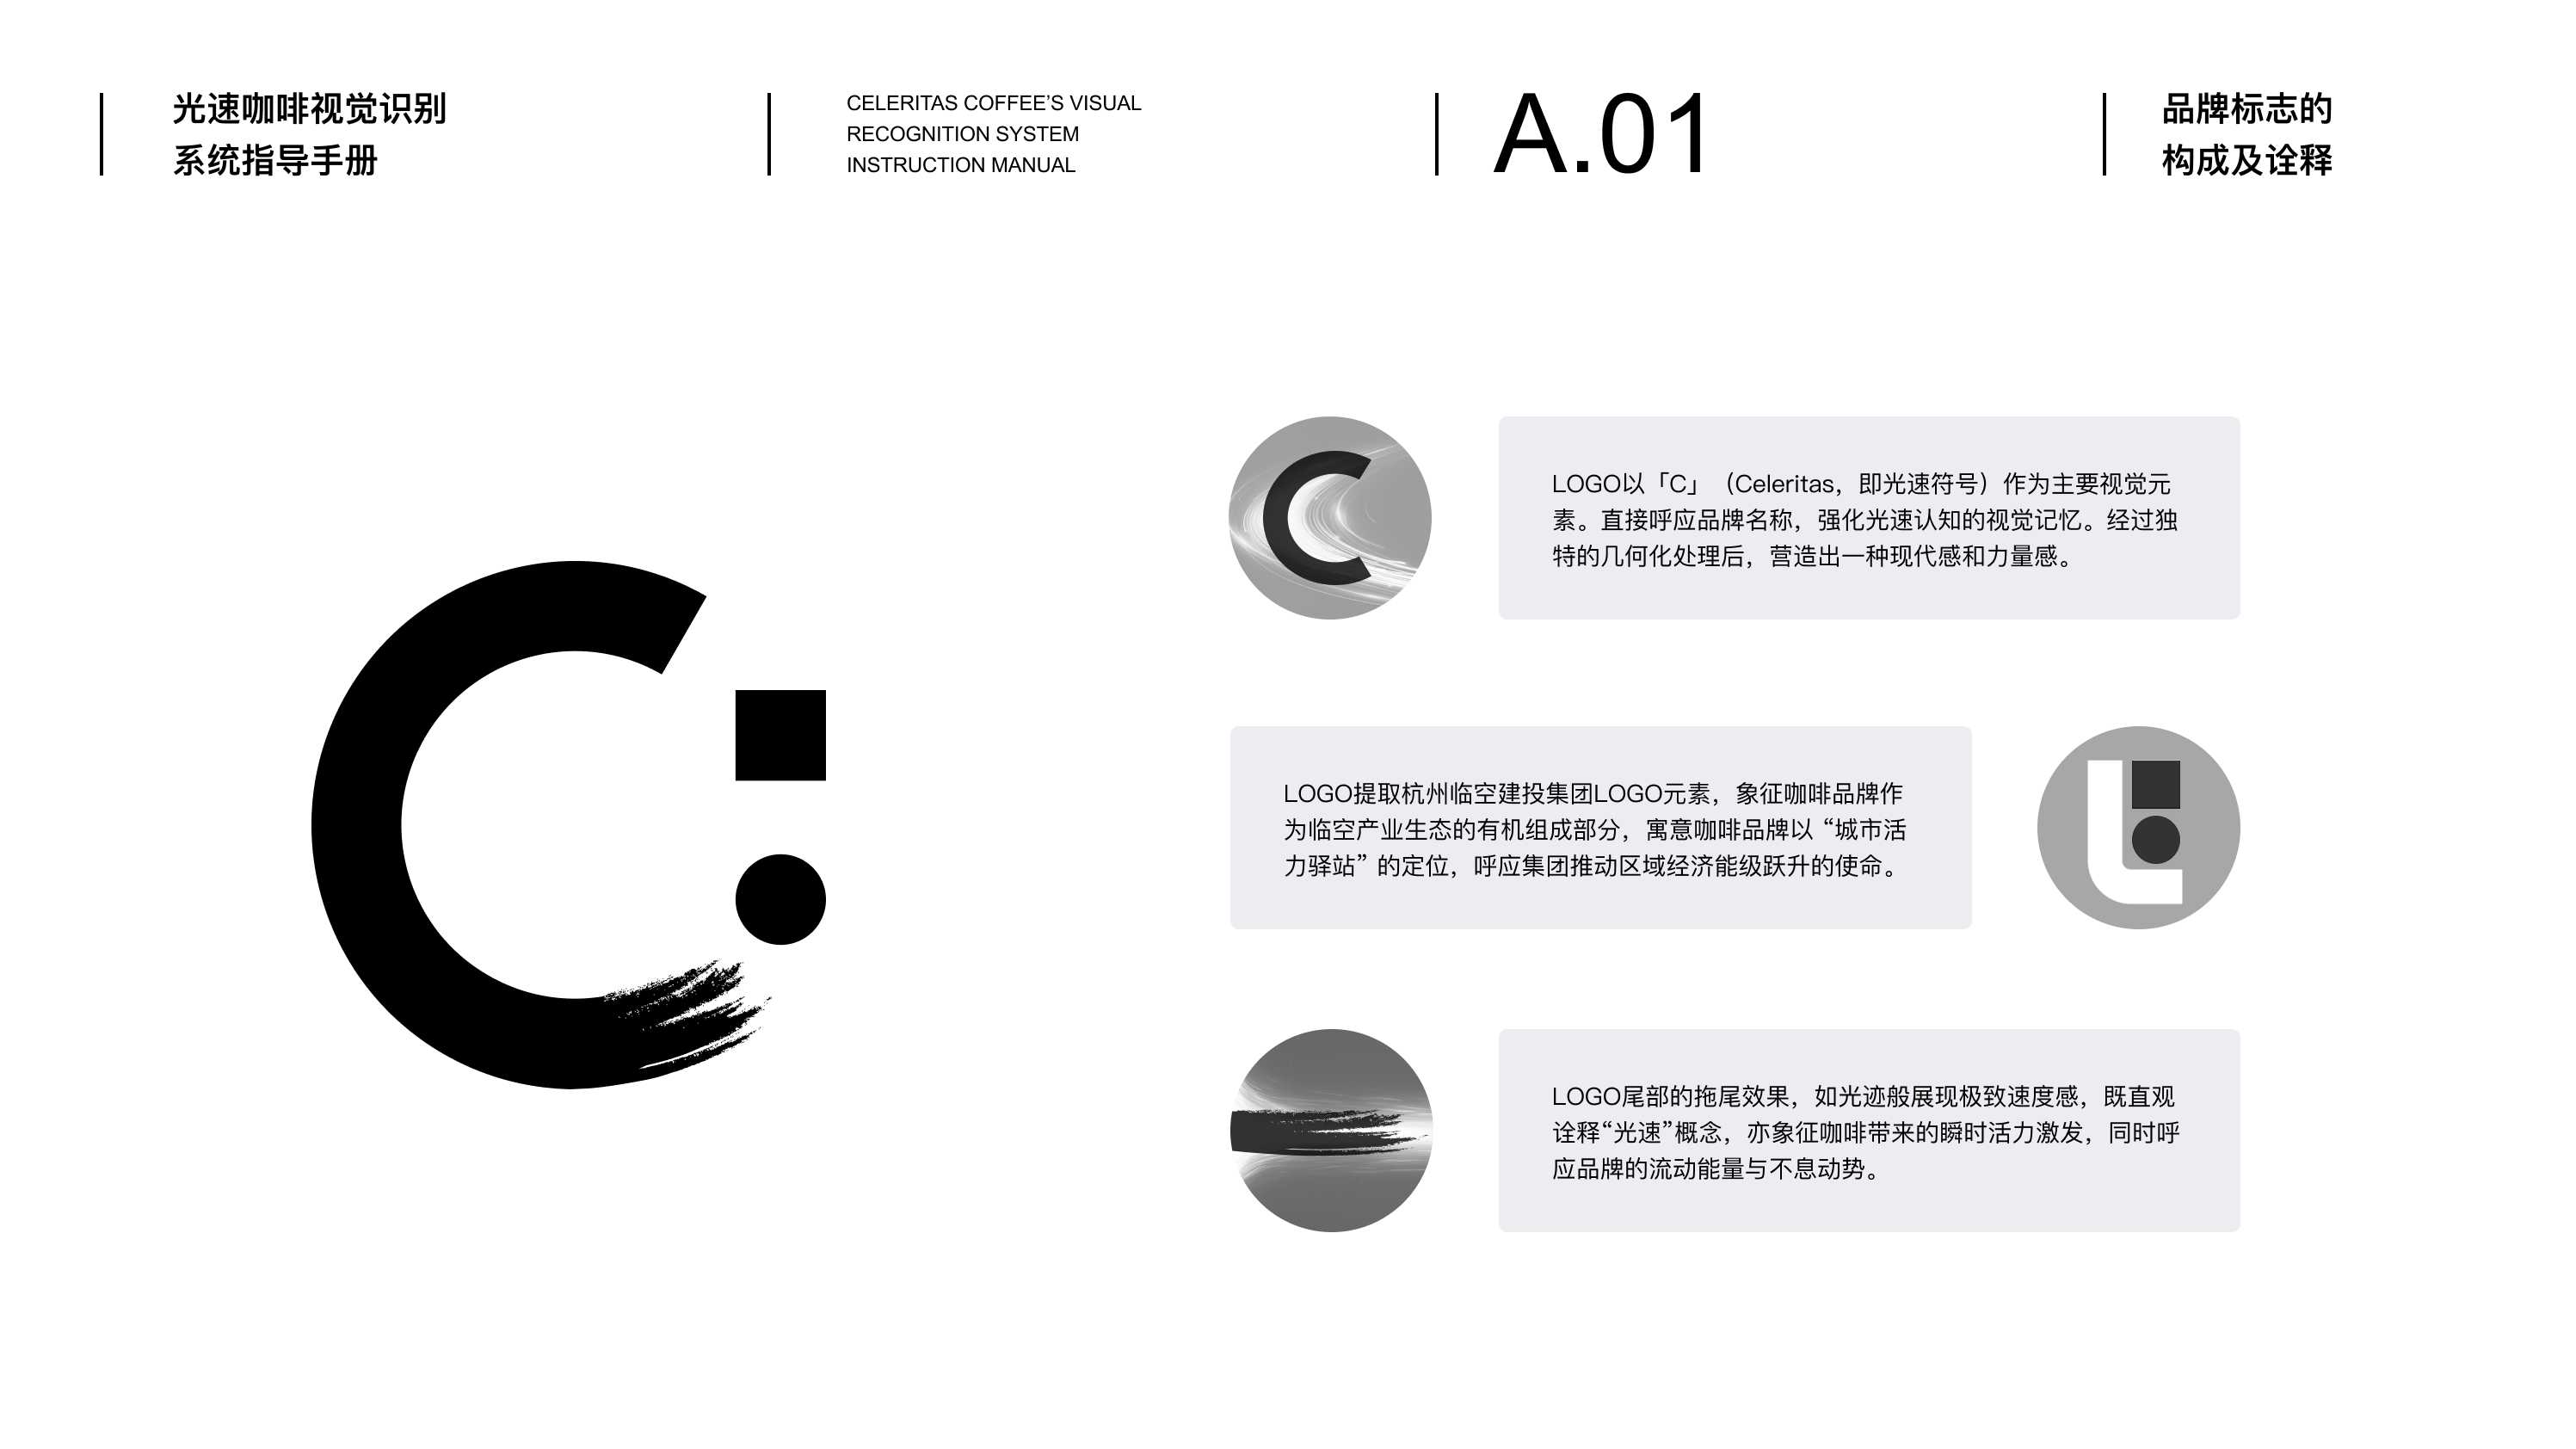 光速咖啡视觉识别
系统指导手册
CELERITAS COFFEE’S VISUAL
RECOGNITION SYSTEM
INSTRUCTION MANUAL
A.01
品牌标志的
构成及诠释
LOGO以「C」（Celeritas，即光速符号）作为主要视觉元
素。直接呼应品牌名称，强化光速认知的视觉记忆。经过独
特的几何化处理后，营造出一种现代感和力量感。
LOGO提取杭州临空建投集团LOGO元素，象征咖啡品牌作
为临空产业生态的有机组成部分，寓意咖啡品牌以 “城市活
力驿站” 的定位，呼应集团推动区域经济能级跃升的使命。
LOGO尾部的拖尾效果，如光迹般展现极致速度感，既直观
诠释“光速”概念，亦象征咖啡带来的瞬时活力激发，同时呼
应品牌的流动能量与不息动势。